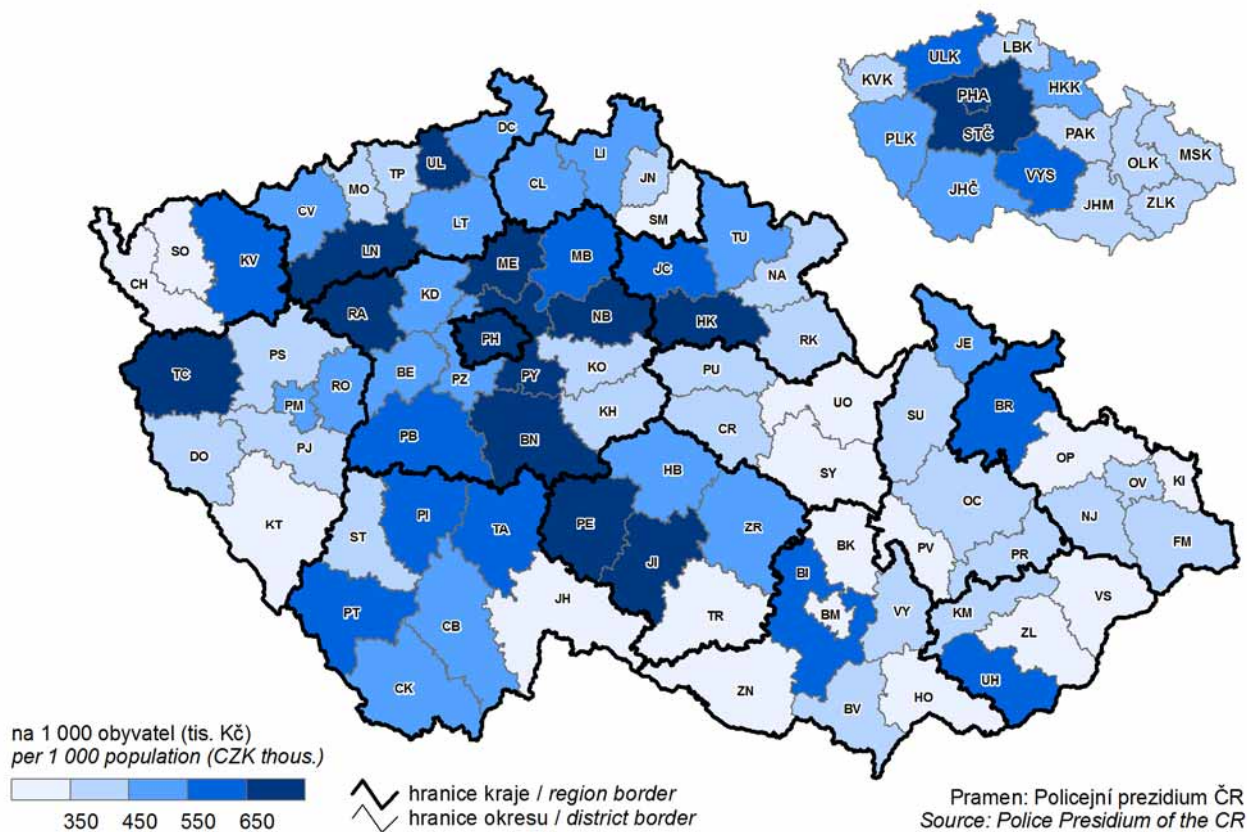 ULK
LBK
KVK
HKK
PHA
STČ
PLK
PAK
OLK
MSK
VYS
JHČ
JHM
ZLK
DC
UL
LI
TP
MO
CL
JN
CV
LT
SM
TU
SO
LN
KV
ME
MB
JC
NA
CH
KD
RA
NB
HK
PH
RK
JE
TC
PS
BE
PZ
PY
KO
PU
RO
PM
UO
BR
SU
KH
CR
PB
BN
DO
PJ
OP
HB
SY
OV
KI
OC
NJ
KT
PI
TA
PE
ZR
ST
FM
BK
PV
PR
JI
BI
VS
JH
KM
PT
CB
TR
BM
VY
ZL
UH
CK
ZN
HO
BV
na 1 000 obyvatel (tis. Kč)
per 1 000 population (CZK thous.)
350 450 550 650
hranice kraje / region border
hranice okresu / district border
Pramen: Policejní prezidium ČR
Source: Police Presidium of the CR